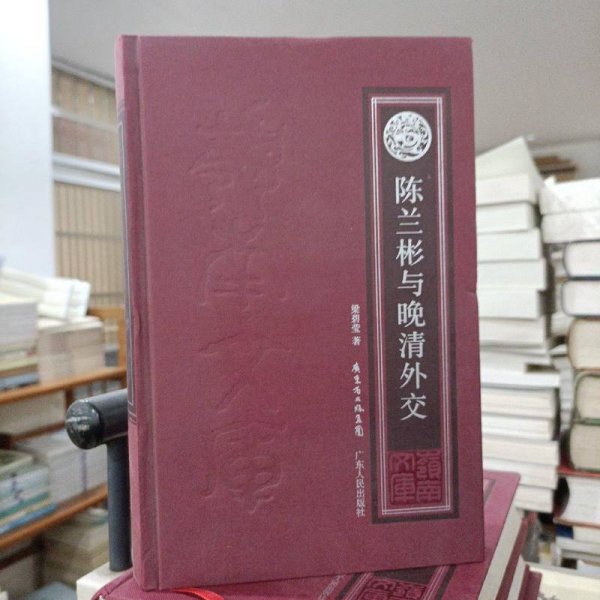 陈兰彬与晚清外交
梁碧莹 著
广东省出版集团
广东人民出版社
岭南文库